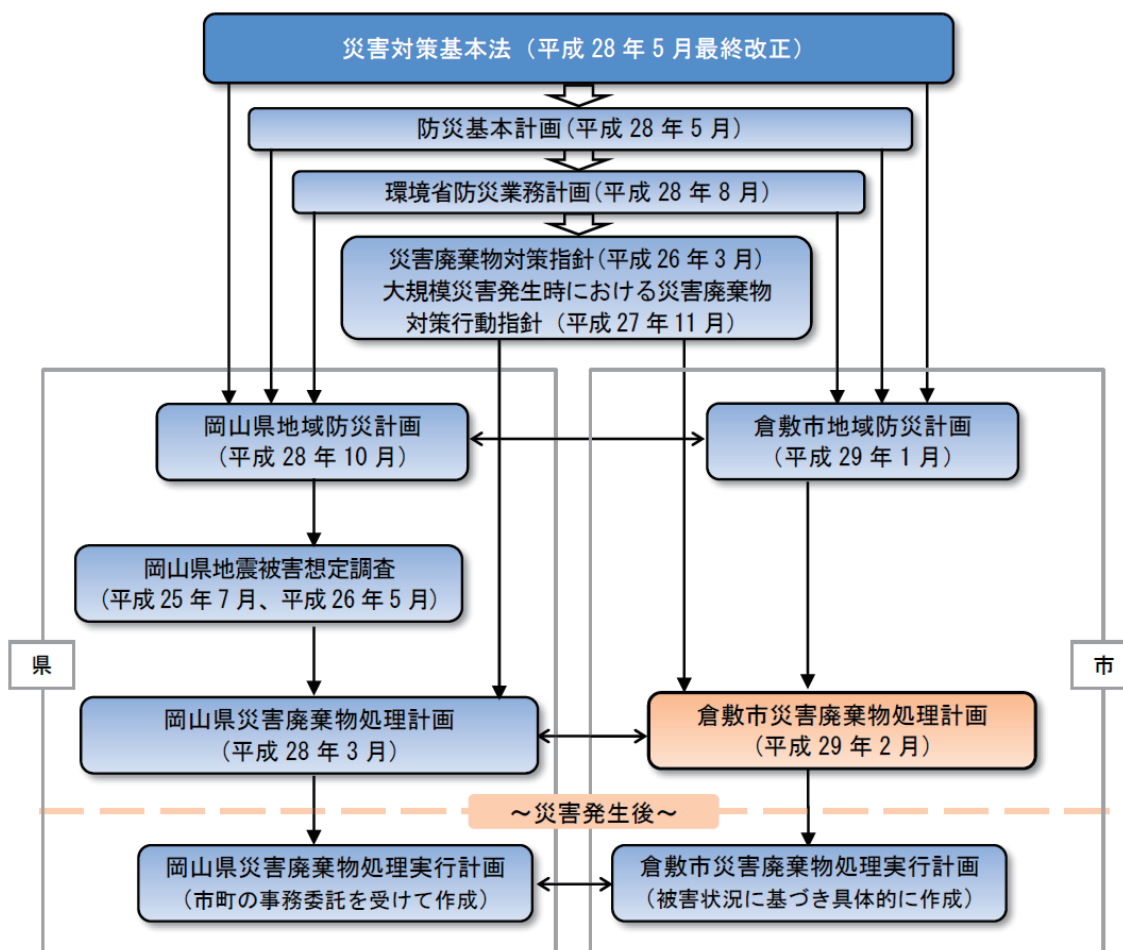 災害対策基本法（平成 28 年 5 月最終改正）
防災基本計画(平成 28 年 5 月)
環境省防災業務計画(平成 28 年 8 月)
災害廃棄物対策指針(平成 26 年 3 月)
大規模災害発生時における災害廃棄物
対策行動指針（平成 27 年 11 月）
岡山県地域防災計画
（平成 28 年 10 月）
倉敷市地域防災計画
（平成 29 年 1 月）
岡山県地震被害想定調査
（平成 25 年 7 月、平成 26 年 5 月）
県
市
岡山県災害廃棄物処理計画
（平成 28 年 3 月）
倉敷市災害廃棄物処理計画
（平成 29 年 2 月）
～災害発生後～
岡山県災害廃棄物処理実行計画
（市町の事務委託を受けて作成）
倉敷市災害廃棄物処理実行計画
（被害状況に基づき具体的に作成）